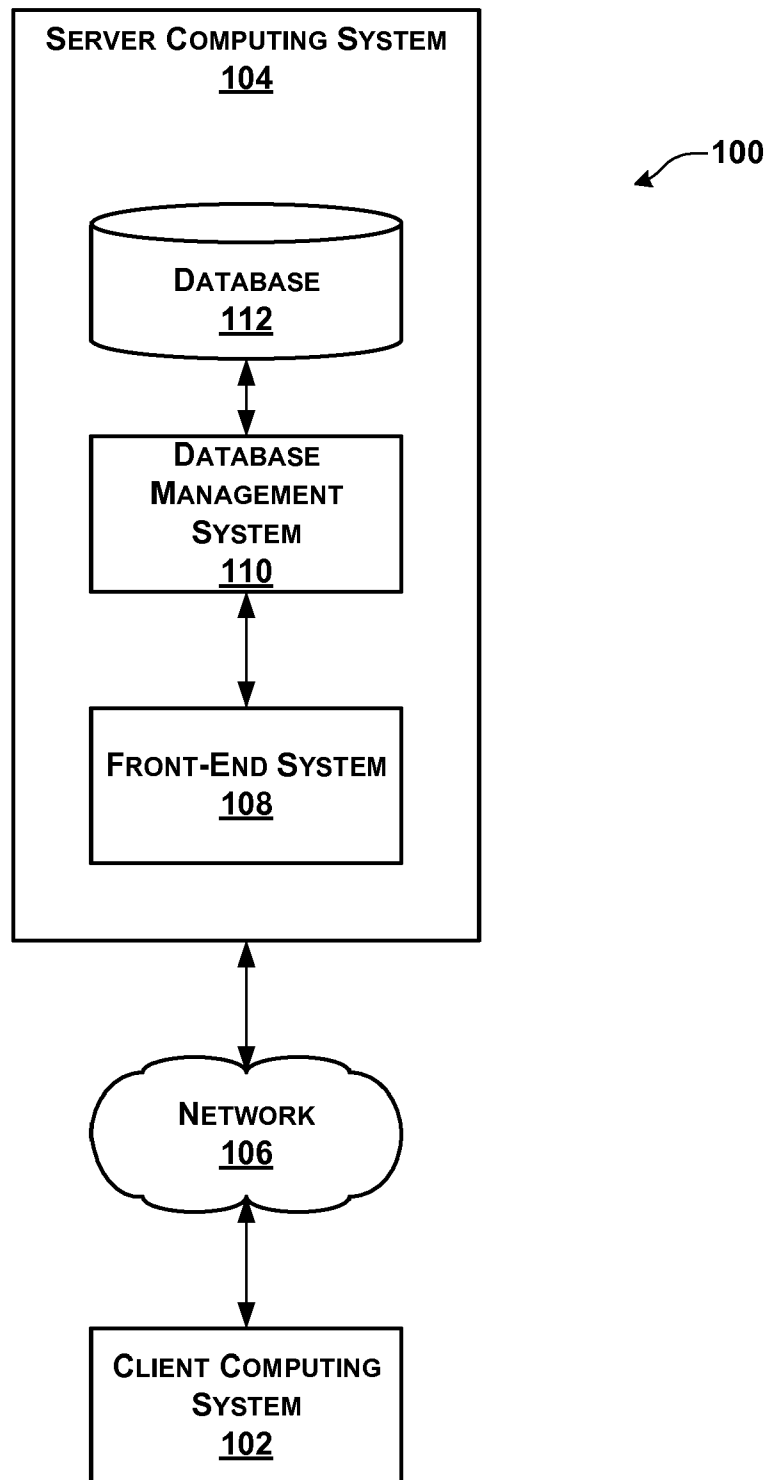 SERVER COMPUTING SYSTEM
104
100
DATABASE
112
DATABASE
MANAGEMENT
SYSTEM
110
FRONT-END SYSTEM
108
NETWORK
106
CLIENT COMPUTING
SYSTEM
102